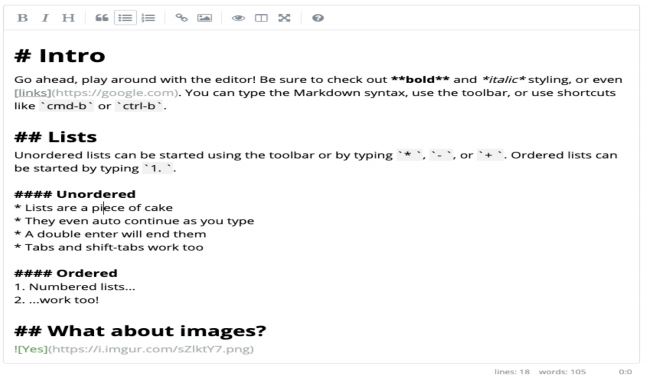 B I H
# Intro
Go ahead, play around with the editor! Be sure to check out **bold** and *italic* styling, or even
[links](https://google.com). You can type the Markdown syntax, use the toolbar, or use shortcuts
like `cmd-b` or `ctrl-b`.
## Lists
Unordered lists can be started using the toolbar or by typing `* `, `- `, or `+ `. Ordered lists can
be started by typing `1. `.
#### Unordered
* Lists are a piece of cake
* They even auto continue as you type
* A double enter will end them
* Tabs and shift-tabs work too
#### Ordered
1. Numbered lists...
2. ...work too!
## What about images?
![Yes](https://i.imgur.com/sZlktY7.png)
lines: 18 words: 105 0:0